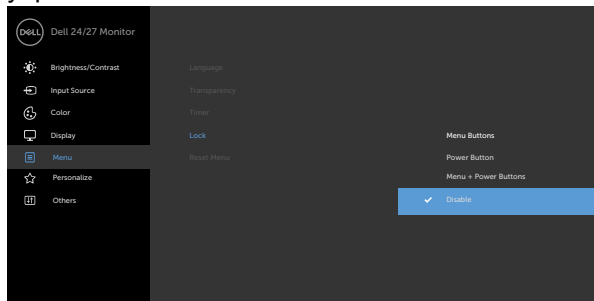 DELL Dell 24/27 Monitor
Brightness/Contrast
Input Source
Color
Display
Menu
Personalize
Others
Language
Transparency
Timer
Lock
Reset Menu
Menu Buttons
Power Button
Menu + Power Buttons
Disable